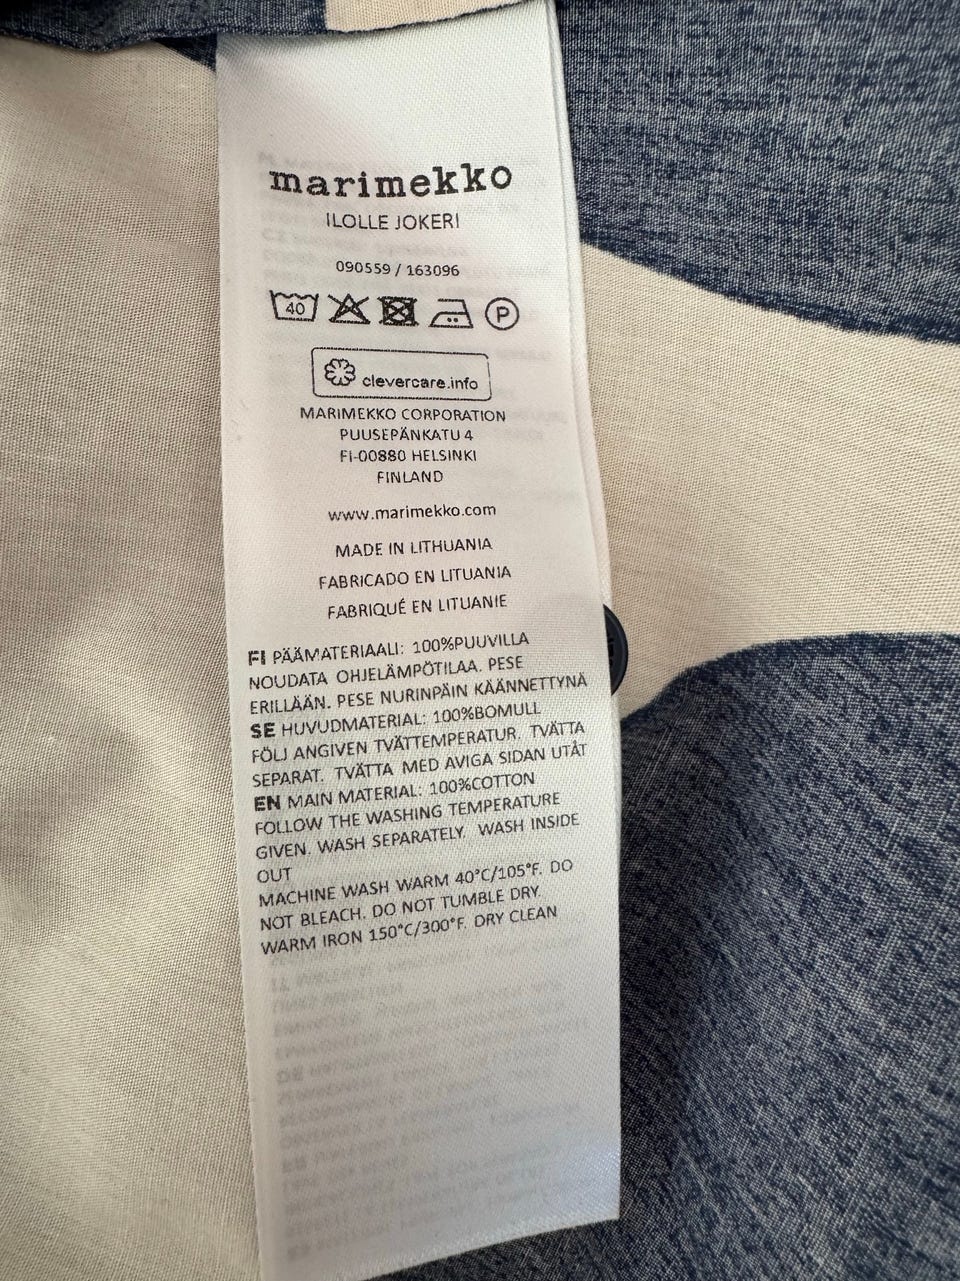 marimekko
ILOLLE JOKERI
090559 / 163096
40 P
clevercare.info
MARIMEKKO CORPORATION
PUUSEPÄNKATU 4
FI-00880 HELSINKI
FINLAND
www.marimekko.com
MADE IN LITHUANIA
FABRICADO EN LITUANIA
FABRIQUÉ EN LITUANIE
FI PÄÄMATERIAALI: 100%PUUVILLA
NOUDATA OHJELÄMPÖTILAA. PESE
ERILLÄÄN. PESE NURINPÄIN KÄÄNNETTYNÄ
SE HUVUDMATERIAL: 100%BOMULL
FÖLJ ANGIVEN TVÄTTEMPERATUR. TVÄTTA
SEPARAT. TVÄTTA MED AVIGA SIDAN UTÅT
EN MAIN MATERIAL: 100%COTTON
FOLLOW THE WASHING TEMPERATURE
GIVEN. WASH SEPARATELY. WASH INSIDE
OUT
MACHINE WASH WARM 40°C/105°F. DO
NOT BLEACH. DO NOT TUMBLE DRY.
WARM IRON 150°C/300°F. DRY CLEAN